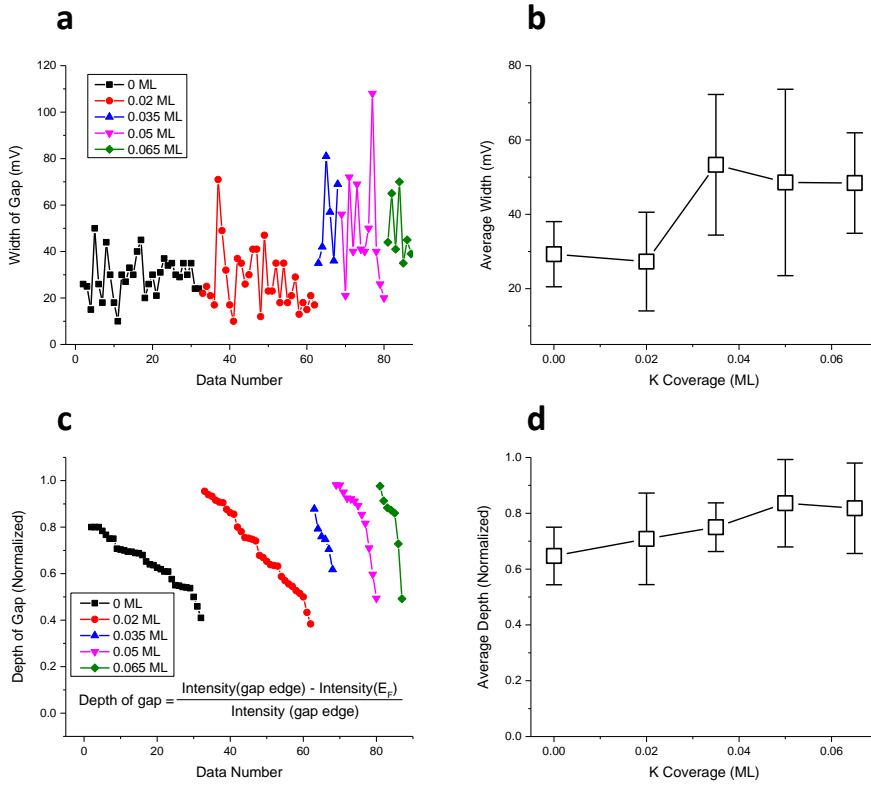 a
120
100
80
60
40
20
0
Width of Gap (mV)
0 ML
0.02 ML
0.035 ML
0.05 ML
0.065 ML
0 20 40 60 80
Data Number
b
80
60
40
20
Average Width (mV)
0.00 0.02 0.04 0.06
K Coverage (ML)
c
1.0
0.8
0.6
0.4
0.2
0.0
Depth of Gap (Normalized)
0 ML
0.02 ML
0.035 ML
0.05 ML
0.065 ML
Depth of gap = Intensity(gap edge) - Intensity(E_F)
Intensity (gap edge)
0 20 40 60 80
Data Number
d
1.0
0.8
0.6
0.4
0.2
0.0
Average Depth (Normalized)
0.00 0.02 0.04 0.06
K Coverage (ML)